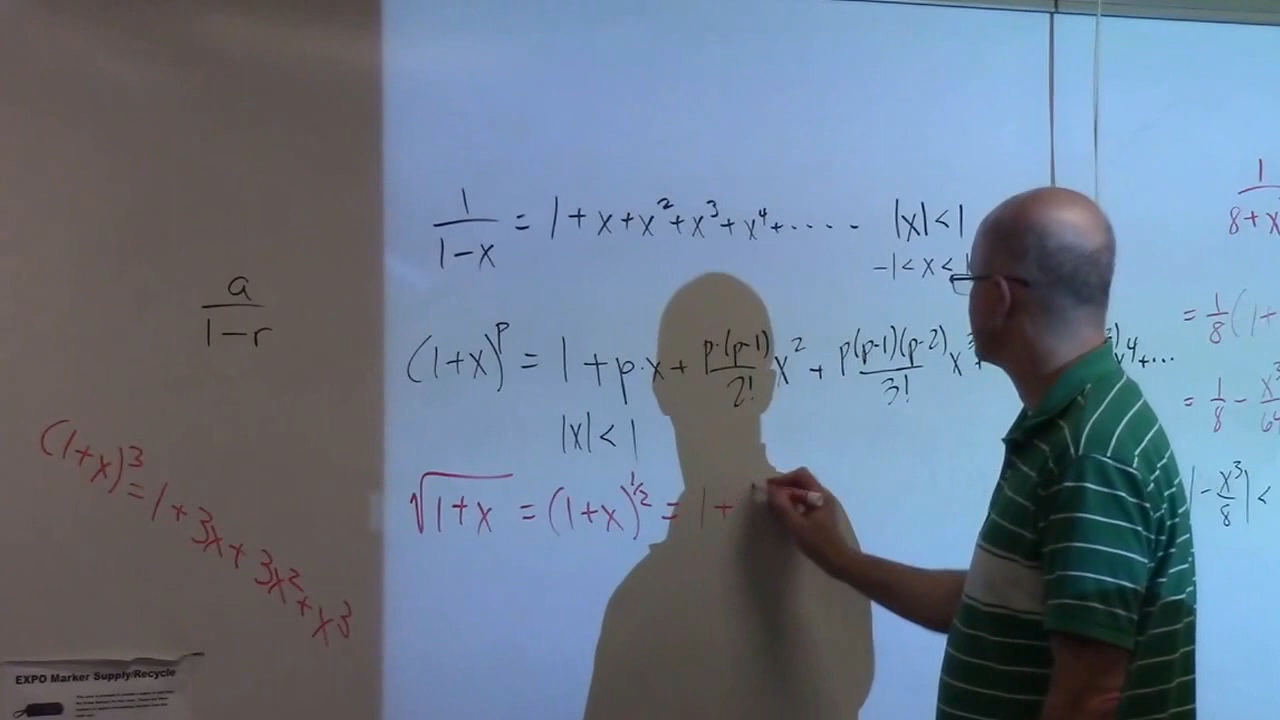 a
1-r
(1+x)³ = 1 + 3x + 3x² + x³
EXPO Marker Supply/Recycle
1/(1-x) = 1 + x + x² + x³ + x⁴ + ····· |x| < 1
-1 < x < 1
(1+x)^p = 1 + p·x + p·(p-1)/2! x² + p(p-1)(p-2)/3! x³ x⁴ + ...
|x| < 1
√(1+x) = (1+x)^½ = 1 +
1
8 + x
= 1/8 (1 +
= 1/8 - x³/64
|-x³/8| <